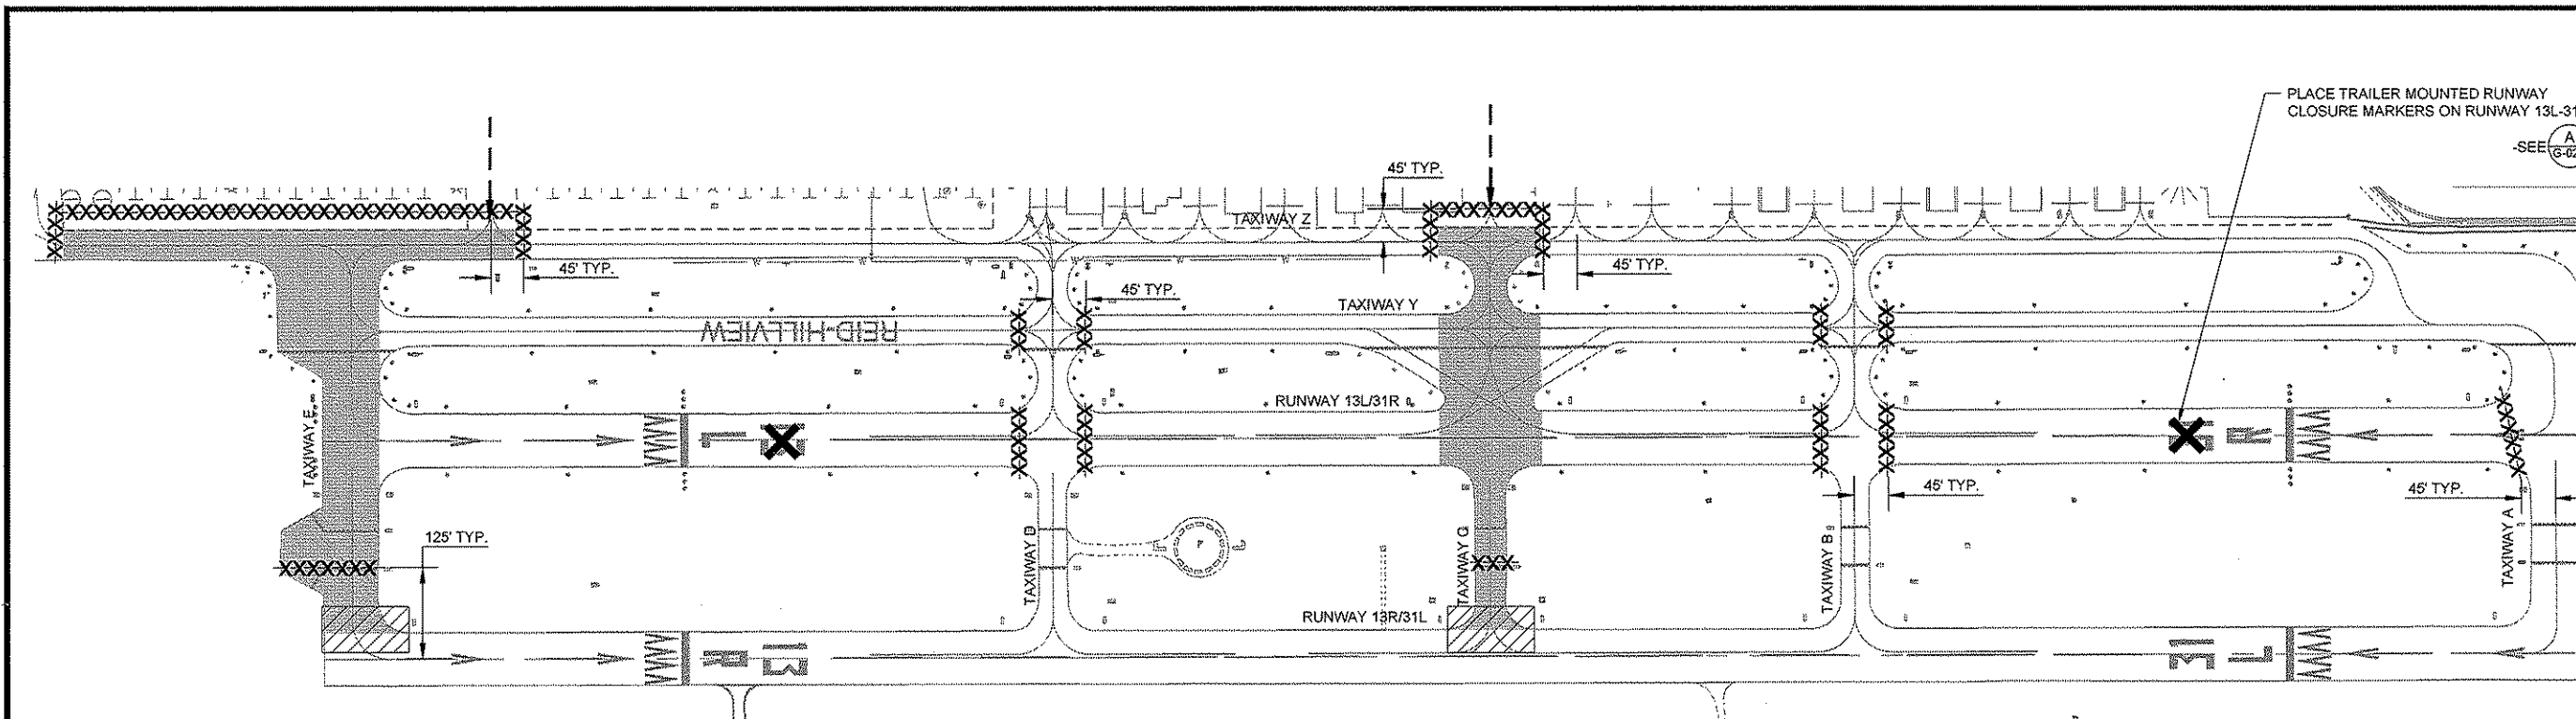 PLACE TRAILER MOUNTED RUNWAY
CLOSURE MARKERS ON RUNWAY 13L-31
-SEE
A
G-02
45' TYP.
TAXIWAY Z
45' TYP.
45' TYP.
45' TYP.
TAXIWAY Y
REID-HILLVIEW
RUNWAY 13L/31R
TAXIWAY E
L
R
45' TYP.
45' TYP.
125' TYP.
TAXIWAY D
TAXIWAY G
TAXIWAY B
TAXIWAY A
RUNWAY 13R/31L
13
R
31
L